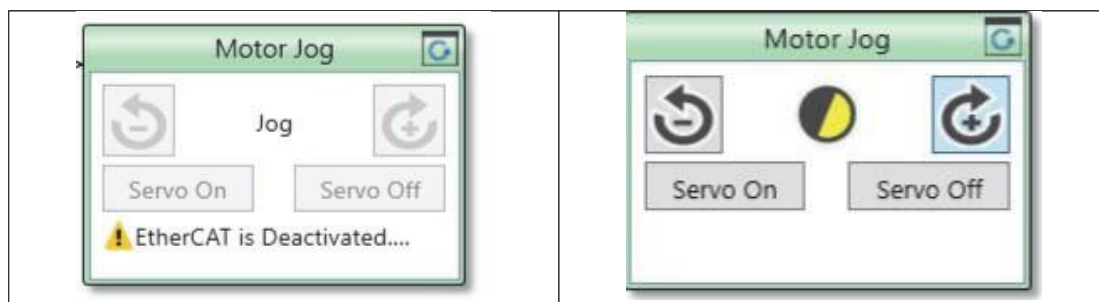 Motor Jog
Jog
Servo On Servo Off
EtherCAT is Deactivated....
Motor Jog
Servo On Servo Off